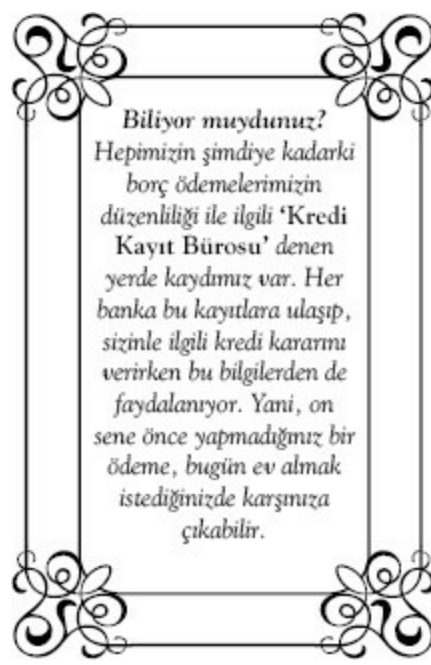 Biliyor muydunuz?
Hepimizin şimdiye kadarki
borç ödemelerimizin
düzenliliği ile ilgili ‘Kredi
Kayıt Bürosu’ denen
yerde kaydımız var. Her
banka bu kayıtlara ulaşıp,
sizinle ilgili kredi kararını
verirken bu bilgilerden de
faydalanıyor. Yani, on
sene önce yapmadığınız bir
ödeme, bugün ev almak
istediğinizde karşınıza
çıkabilir.